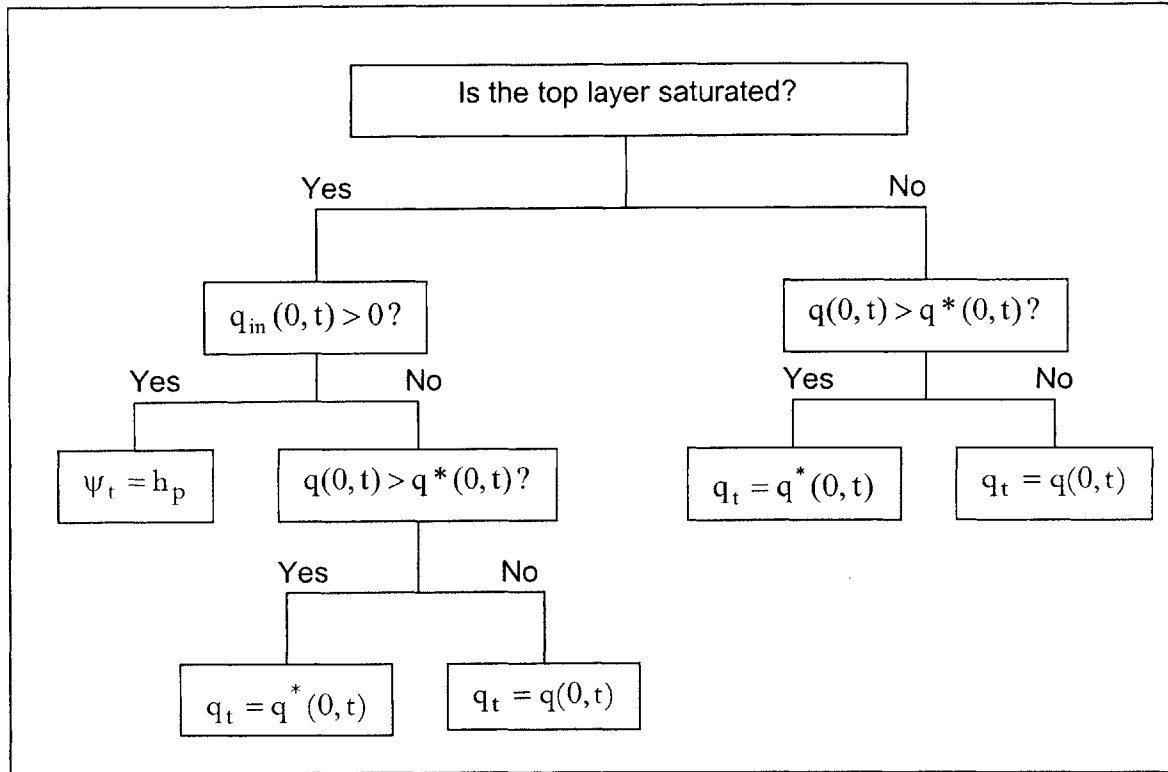 Is the top layer saturated?
Yes
No
q_in (0, t) > 0?
q(0, t) > q * (0, t)?
Yes
No
Yes
No
ψ_t = h_p
q(0, t) > q * (0, t)?
q_t = q^* (0, t)
q_t = q(0, t)
Yes
No
q_t = q^* (0, t)
q_t = q(0, t)